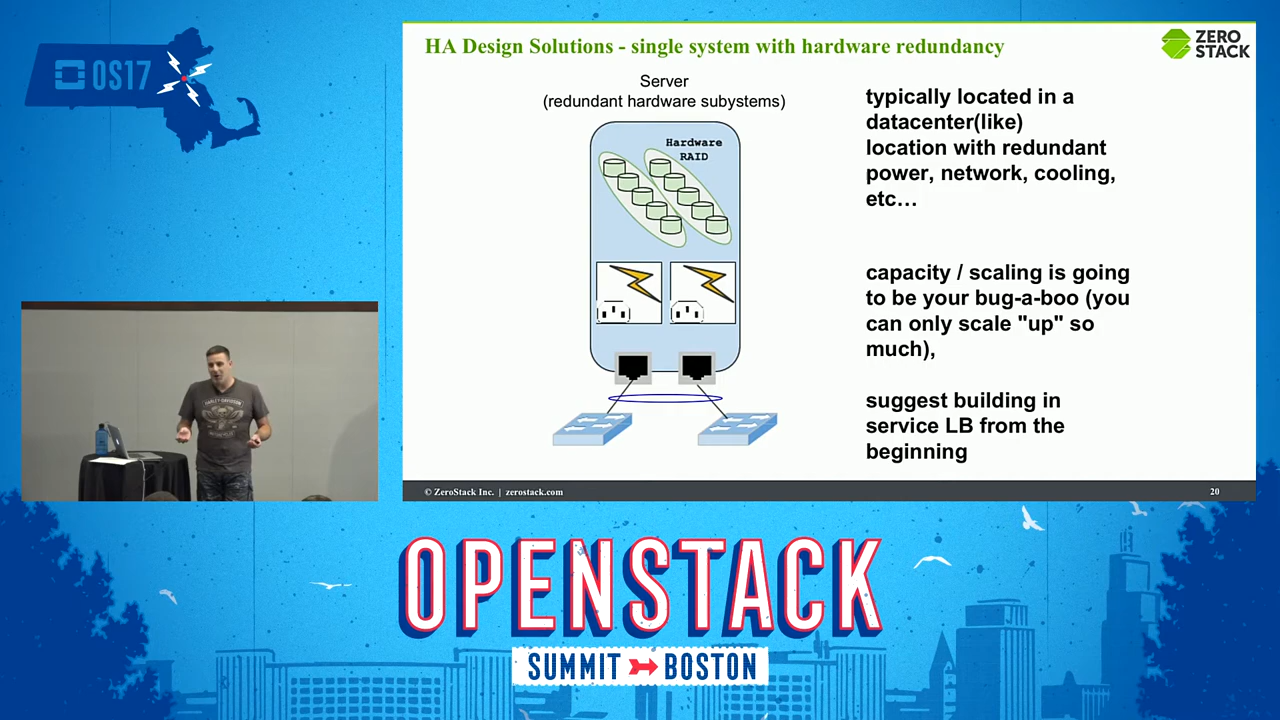 OS17
HA Design Solutions - single system with hardware redundancy
ZERO
STACK
Server
(redundant hardware subystems)
Hardware
RAID
typically located in a
datacenter(like)
location with redundant
power, network, cooling,
etc…
capacity / scaling is going
to be your bug-a-boo (you
can only scale "up" so
much),
suggest building in
service LB from the
beginning
© ZeroStack Inc. | zerostack.com
20
HARLEY-DAVIDSON
OPENSTACK
SUMMIT BOSTON